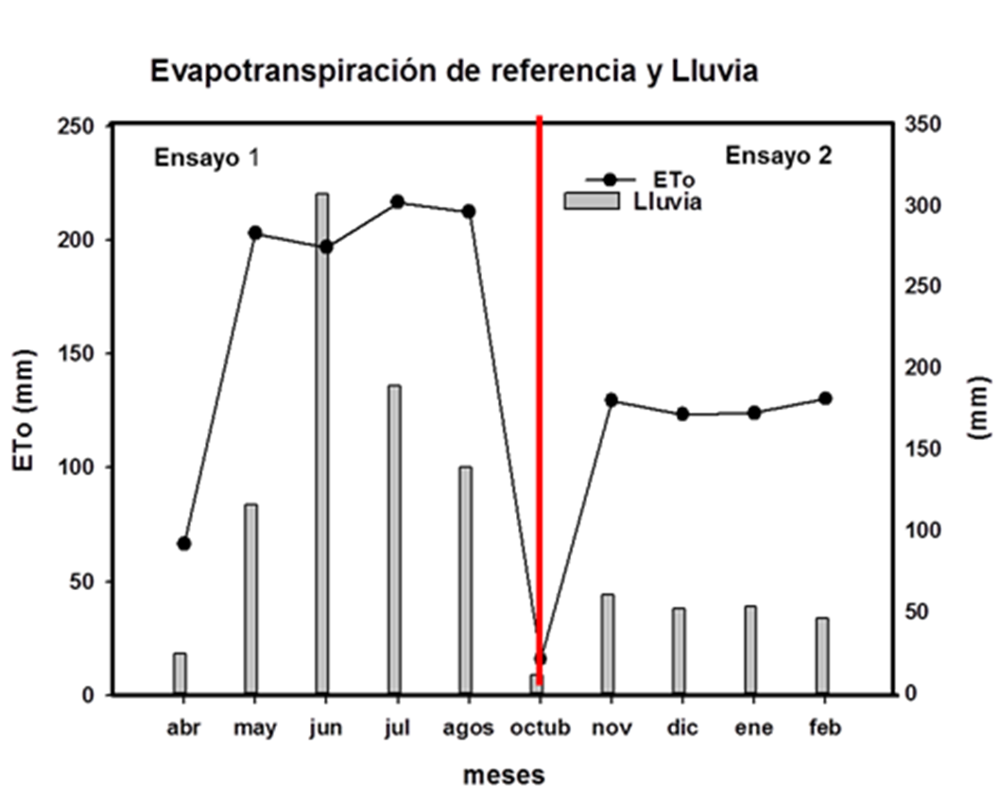 Evapotranspiración de referencia y Lluvia
250
200
150
100
50
0
ETo (mm)
350
300
250
200
150
100
50
0
(mm)
Ensayo 1
Ensayo 2
ETo
Lluvia
abr may jun jul agos octub nov dic ene feb
meses